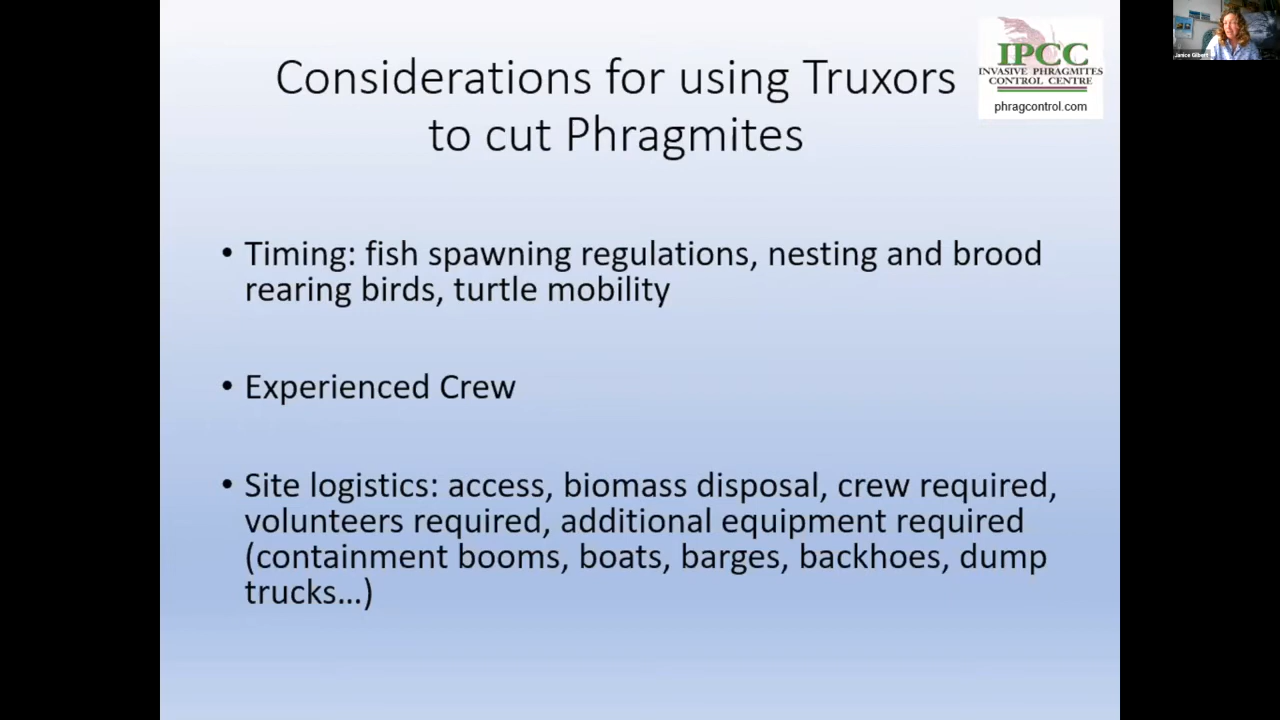 Considerations for using Truxors
to cut Phragmites
IPCC
INVASIVE PHRAGMITES
CONTROL CENTRE
phragcontrol.com
Janice Gilbert
• Timing: fish spawning regulations, nesting and brood
rearing birds, turtle mobility
• Experienced Crew
• Site logistics: access, biomass disposal, crew required,
volunteers required, additional equipment required
(containment booms, boats, barges, backhoes, dump
trucks…)